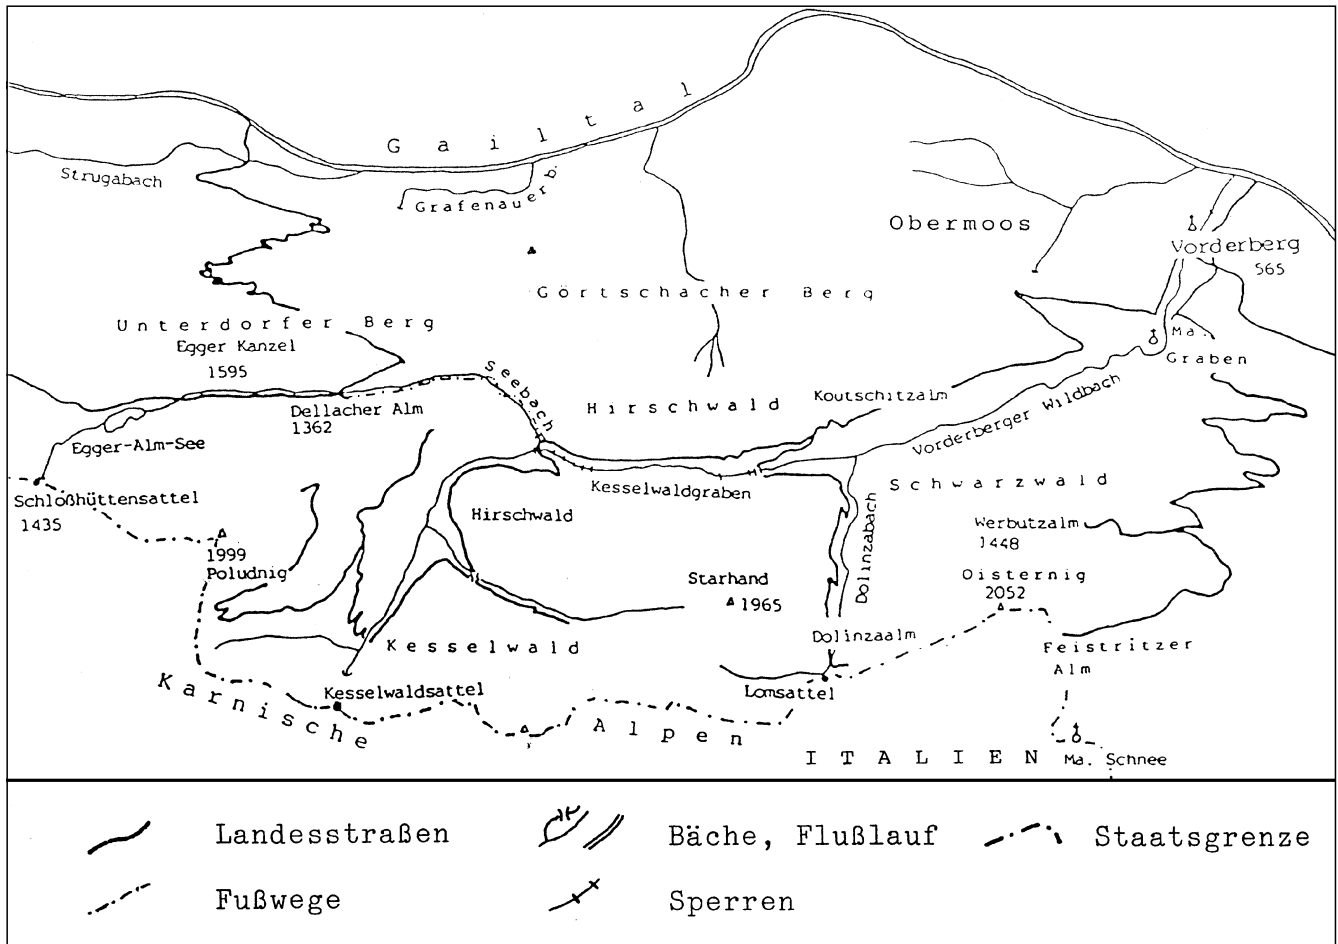 Gailtal
Strugabach
Grafenauerb.
Obermoos
Vorderberg
565
Görtschacher Berg
Unterdorfer Berg
Egger Kanzel
1595
Ma.
Graben
Seebach
Dellacher Alm
1362
Hirschwald
Koutschitzalm
Vorderberger Wildbach
Egger-Alm-See
Schloßhüttensattel
1435
Kesselwaldgraben
Schwarzwald
Hirschwald
Dolinzabach
Werbutzalm
1448
1999
Poludnig
Starhand
1965
Oisternig
2052
Kesselwald
Dolinzaalm
Feistritzer
Alm
Kesselwaldsattel
Lomsattel
Karnische Alpen
ITALIEN
Ma. Schnee
Landesstraßen
Bäche, Flußlauf
Staatsgrenze
Fußwege
Sperren